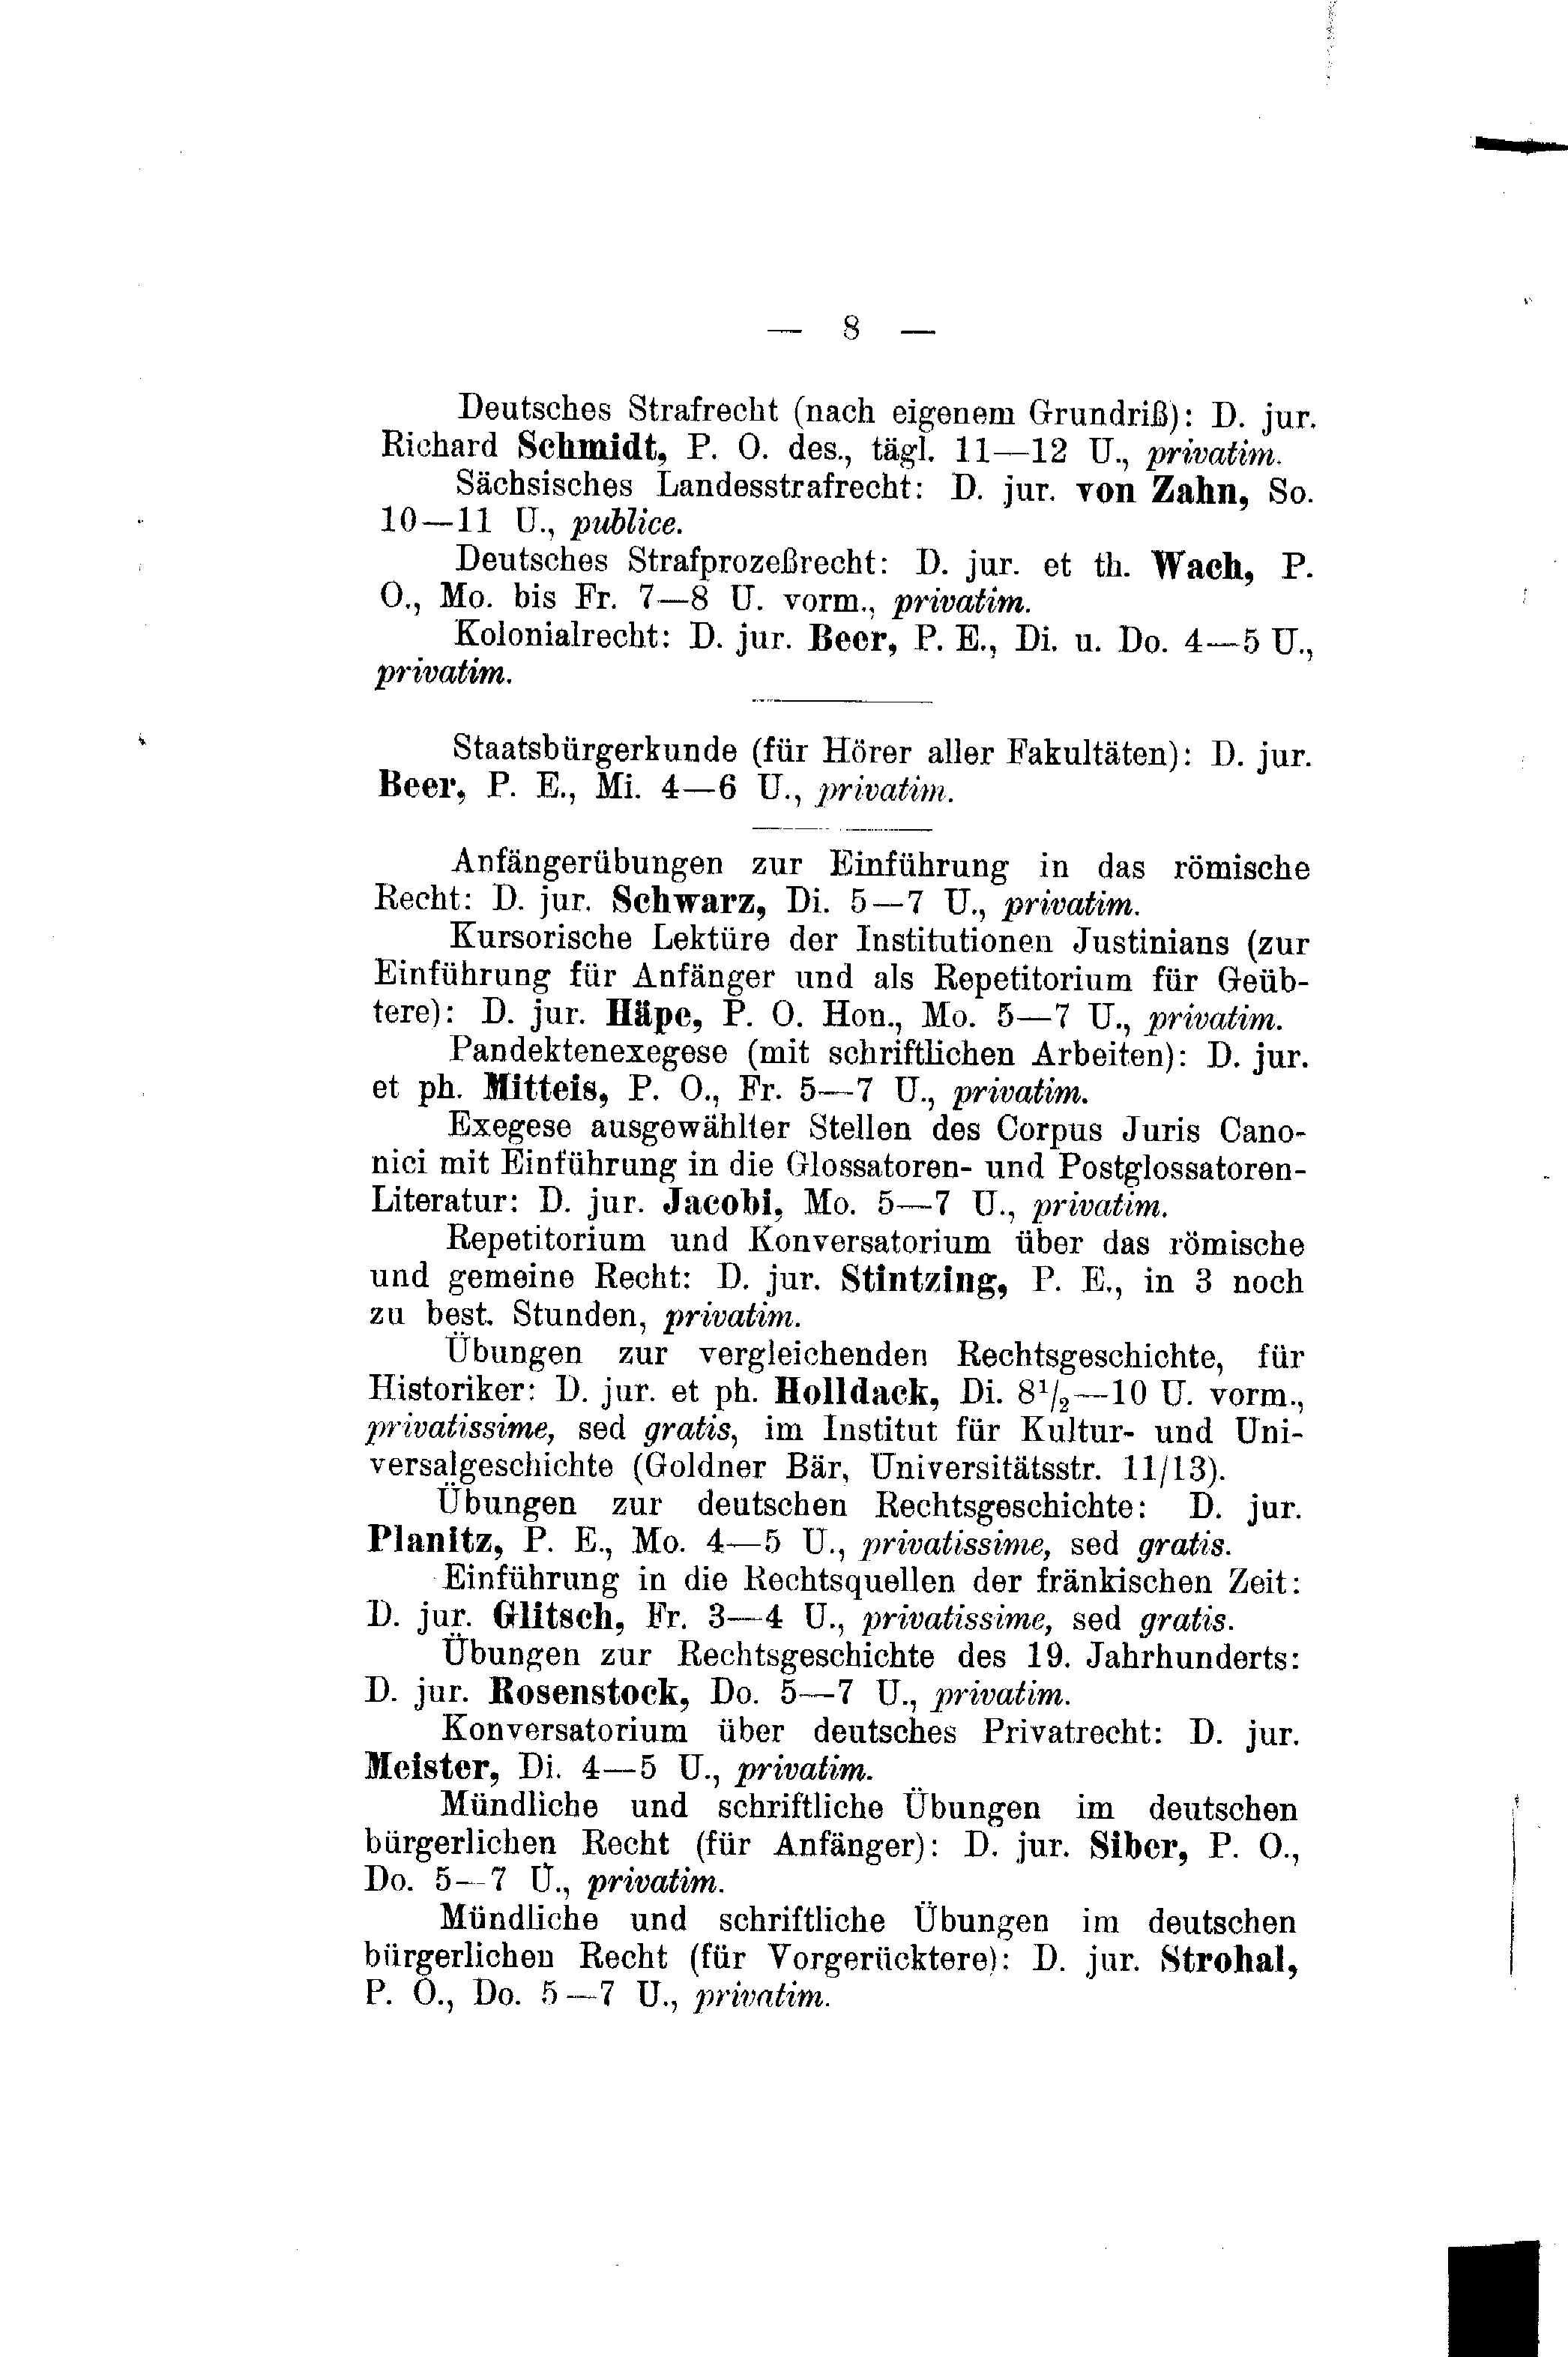 — 8 —
Deutsches Strafrecht (nach eigenem Grundriß): D. jur.
Richard Schmidt, P. O. des., tägl. 11—12 U., privatim.
Sächsisches Landesstrafrecht: D. jur. von Zahn, So.
10—11 U., publice.
Deutsches Strafprozeßrecht: D. jur. et th. Wach, P.
O., Mo. bis Fr. 7—8 U. vorm., privatim.
Kolonialrecht: D. jur. Beer, P. E., Di. u. Do. 4—5 U.,
privatim.
Staatsbürgerkunde (für Hörer aller Fakultäten): D. jur.
Beer, P. E., Mi. 4—6 U., privatim.
Anfängerübungen zur Einführung in das römische
Recht: D. jur. Schwarz, Di. 5—7 U., privatim.
Kursorische Lektüre der Institutionen Justinians (zur
Einführung für Anfänger und als Repetitorium für Geüb-
tere): D. jur. Häpe, P. O. Hon., Mo. 5—7 U., privatim.
Pandektenexegese (mit schriftlichen Arbeiten): D. jur.
et ph. Mitteis, P. O., Fr. 5—7 U., privatim.
Exegese ausgewählter Stellen des Corpus Juris Cano-
nici mit Einführung in die Glossatoren- und Postglossatoren-
Literatur: D. jur. Jacobi, Mo. 5—7 U., privatim.
Repetitorium und Konversatorium über das römische
und gemeine Recht: D. jur. Stintzing, P. E., in 3 noch
zu best. Stunden, privatim.
Übungen zur vergleichenden Rechtsgeschichte, für
Historiker: D. jur. et ph. Holldack, Di. 8½—10 U. vorm.,
privatissime, sed gratis, im Institut für Kultur- und Uni-
versalgeschichte (Goldner Bär, Universitätsstr. 11/13).
Übungen zur deutschen Rechtsgeschichte: D. jur.
Planitz, P. E., Mo. 4—5 U., privatissime, sed gratis.
Einführung in die Rechtsquellen der fränkischen Zeit:
D. jur. Glitsch, Fr. 3—4 U., privatissime, sed gratis.
Übungen zur Rechtsgeschichte des 19. Jahrhunderts:
D. jur. Rosenstock, Do. 5—7 U., privatim.
Konversatorium über deutsches Privatrecht: D. jur.
Meister, Di. 4—5 U., privatim.
Mündliche und schriftliche Übungen im deutschen
bürgerlichen Recht (für Anfänger): D. jur. Siber, P. O.,
Do. 5—7 U., privatim.
Mündliche und schriftliche Übungen im deutschen
bürgerlichen Recht (für Vorgerücktere): D. jur. Strohal,
P. O., Do. 5—7 U., privatim.